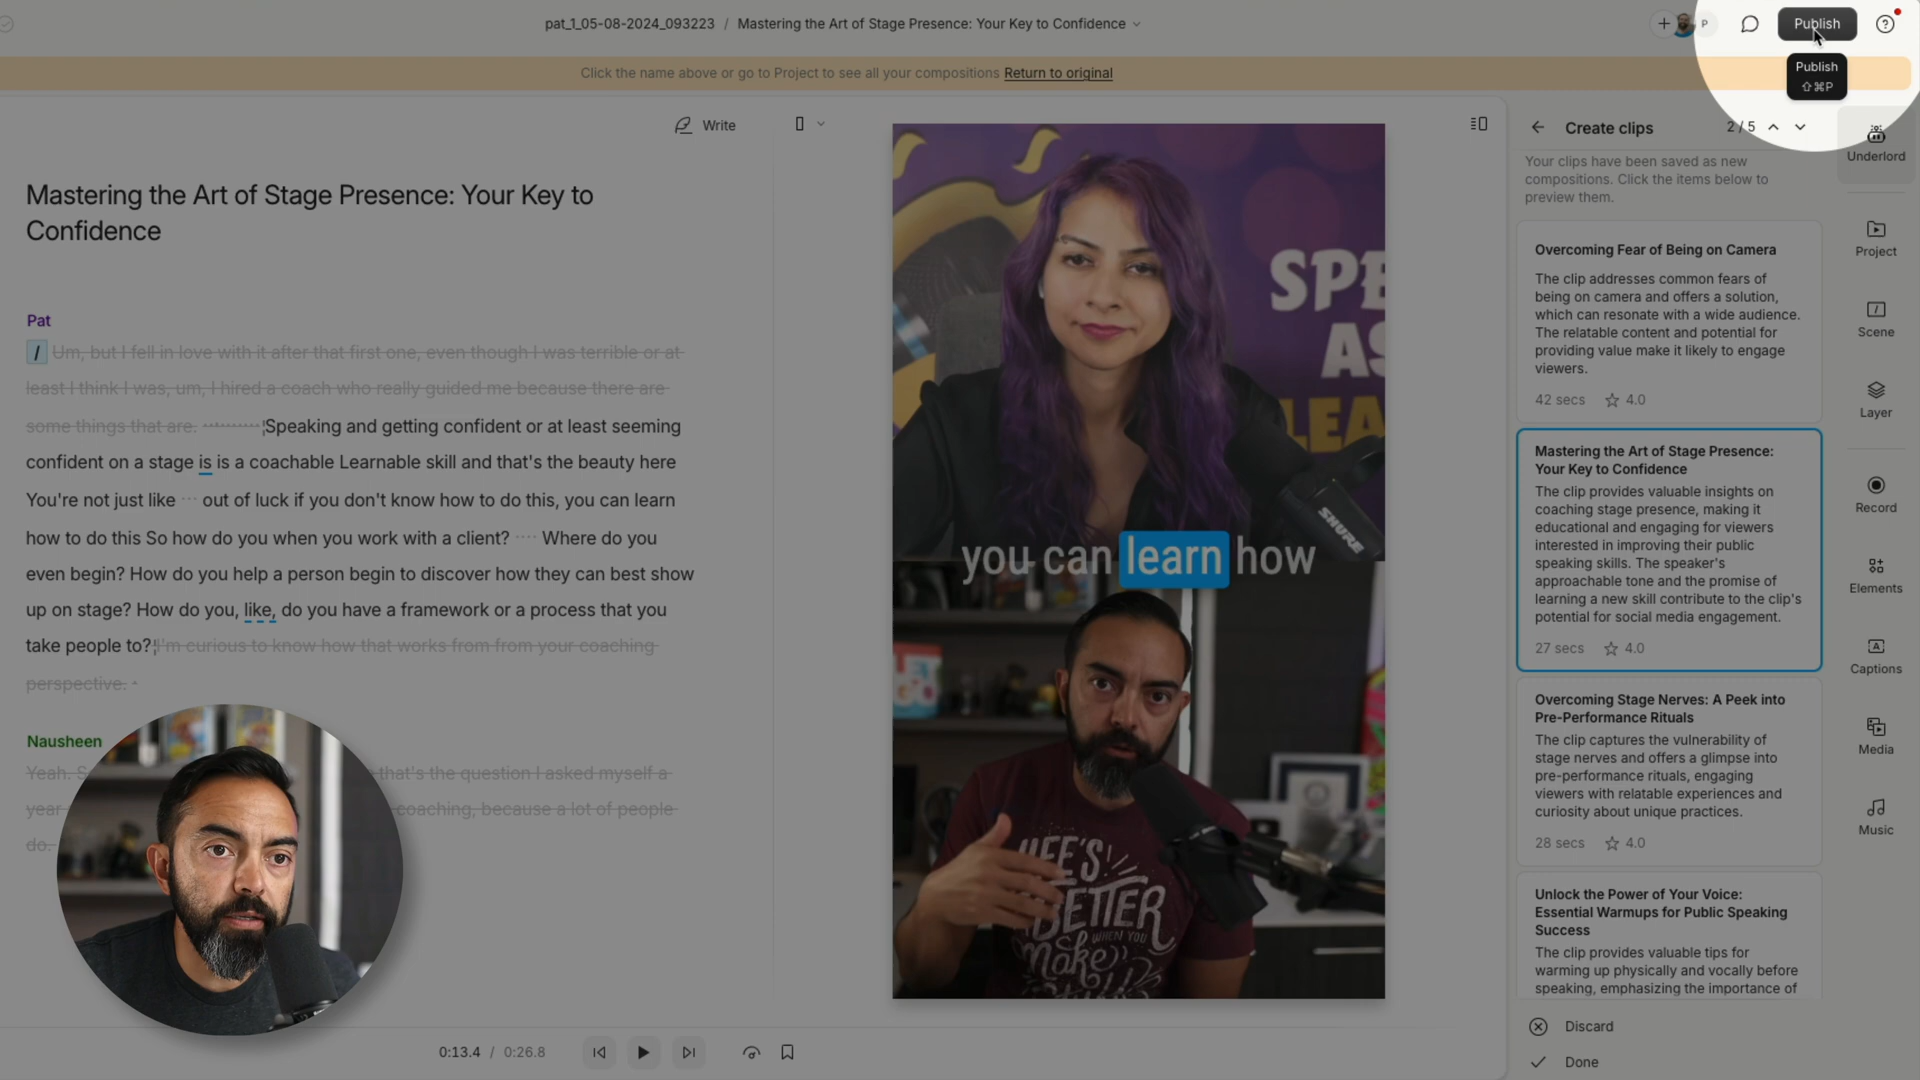 pat_1_05-08-2024_093223 / Mastering the Art of Stage Presence: Your Key to Confidence
P
Publish
Click the name above or go to Project to see all your compositions Return to original
Publish
⇧⌘P
Write
Create clips
2 / 5
Underlord
Your clips have been saved as new
compositions. Click the items below to
preview them.
Mastering the Art of Stage Presence: Your Key to
Confidence
Pat
/ Um, but I fell in love with it after that first one, even though I was terrible or at
least I think I was, um, I hired a coach who really guided me because there are
some things that are. Speaking and getting confident or at least seeming
confident on a stage is is a coachable Learnable skill and that's the beauty here
You're not just like ··· out of luck if you don't know how to do this, you can learn
how to do this So how do you when you work with a client? ···· Where do you
even begin? How do you help a person begin to discover how they can best show
up on stage? How do you, like, do you have a framework or a process that you
take people to? I'm curious to know how that works from from your coaching
perspective.
Nausheen
Yeah. S
that's the question I asked myself a
year
coaching, because a lot of people
do.
SPE
AS
LEA
SHURE
you can learn how
BETTER
WHEN YOU
Make
Overcoming Fear of Being on Camera
The clip addresses common fears of
being on camera and offers a solution,
which can resonate with a wide audience.
The relatable content and potential for
providing value make it likely to engage
viewers.
42 secs 4.0
Mastering the Art of Stage Presence:
Your Key to Confidence
The clip provides valuable insights on
coaching stage presence, making it
educational and engaging for viewers
interested in improving their public
speaking skills. The speaker's
approachable tone and the promise of
learning a new skill contribute to the clip's
potential for social media engagement.
27 secs 4.0
Overcoming Stage Nerves: A Peek into
Pre-Performance Rituals
The clip captures the vulnerability of
stage nerves and offers a glimpse into
pre-performance rituals, engaging
viewers with relatable experiences and
curiosity about unique practices.
28 secs 4.0
Unlock the Power of Your Voice:
Essential Warmups for Public Speaking
Success
The clip provides valuable tips for
warming up physically and vocally before
speaking, emphasizing the importance of
Discard
Done
Project
Scene
Layer
Record
Elements
Captions
Media
Music
0:13.4 / 0:26.8